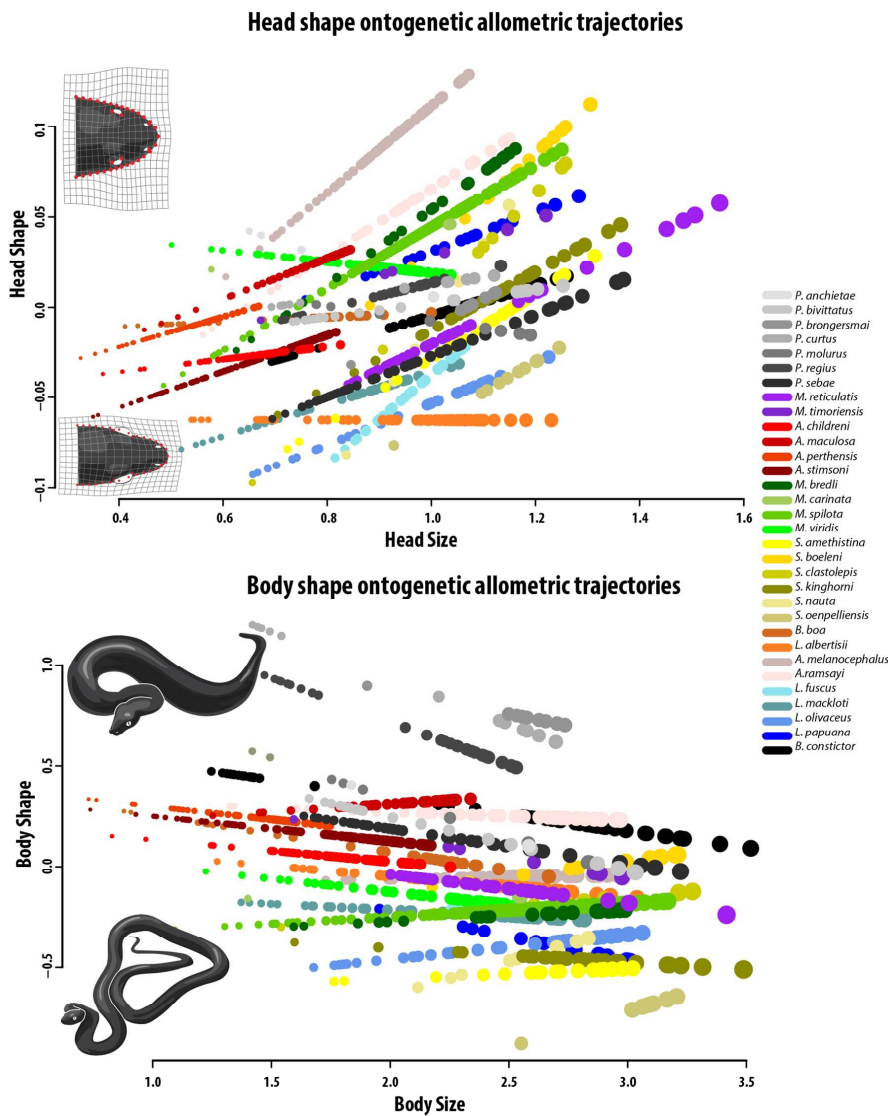 Head shape ontogenetic allometric trajectories
Head Shape
0.1
0.05
0.0
−0.05
−0.1
0.4
0.6
0.8
1.0
1.2
1.4
1.6
Head Size
P. anchietae
P. bivittatus
P. brongersmai
P. curtus
P. molurus
P. regius
P. sebae
M. reticulatis
M. timoriensis
A. childreni
A. maculosa
A. perthensis
A. stimsoni
M. bredli
M. carinata
M. spilota
M. viridis
S. amethistina
S. boeleni
S. clastolepis
S. kinghorni
S. nauta
S. oenpelliensis
B. boa
L. albertisii
A. melanocephalus
A.ramsayi
L. fuscus
L. mackloti
L. olivaceus
L. papuana
B. constictor
Body shape ontogenetic allometric trajectories
Body Shape
1.0
0.5
0.0
−0.5
1.0
1.5
2.0
2.5
3.0
3.5
Body Size